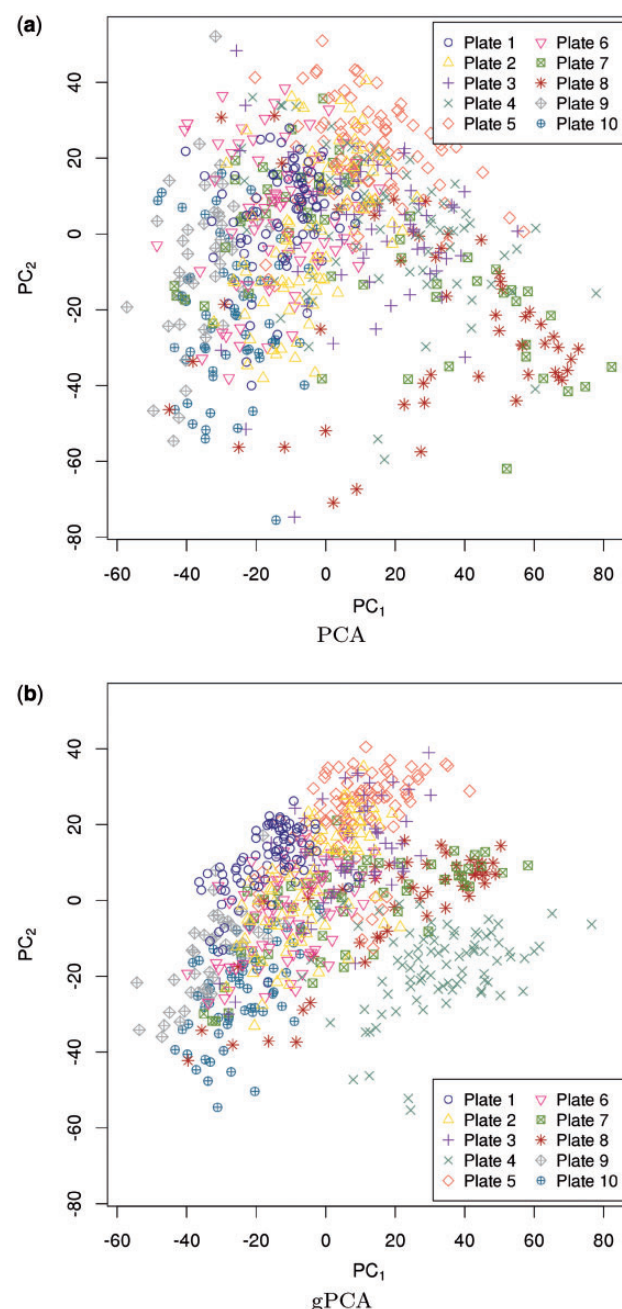 (a)
Plate 1 Plate 6
Plate 2 Plate 7
Plate 3 Plate 8
Plate 4 Plate 9
Plate 5 Plate 10
40
20
0
-20
-40
-60
-80
PC2
-60 -40 -20 0 20 40 60 80
PC1
PCA
(b)
40
20
0
-20
-40
-60
-80
PC2
Plate 1 Plate 6
Plate 2 Plate 7
Plate 3 Plate 8
Plate 4 Plate 9
Plate 5 Plate 10
-60 -40 -20 0 20 40 60 80
PC1
gPCA